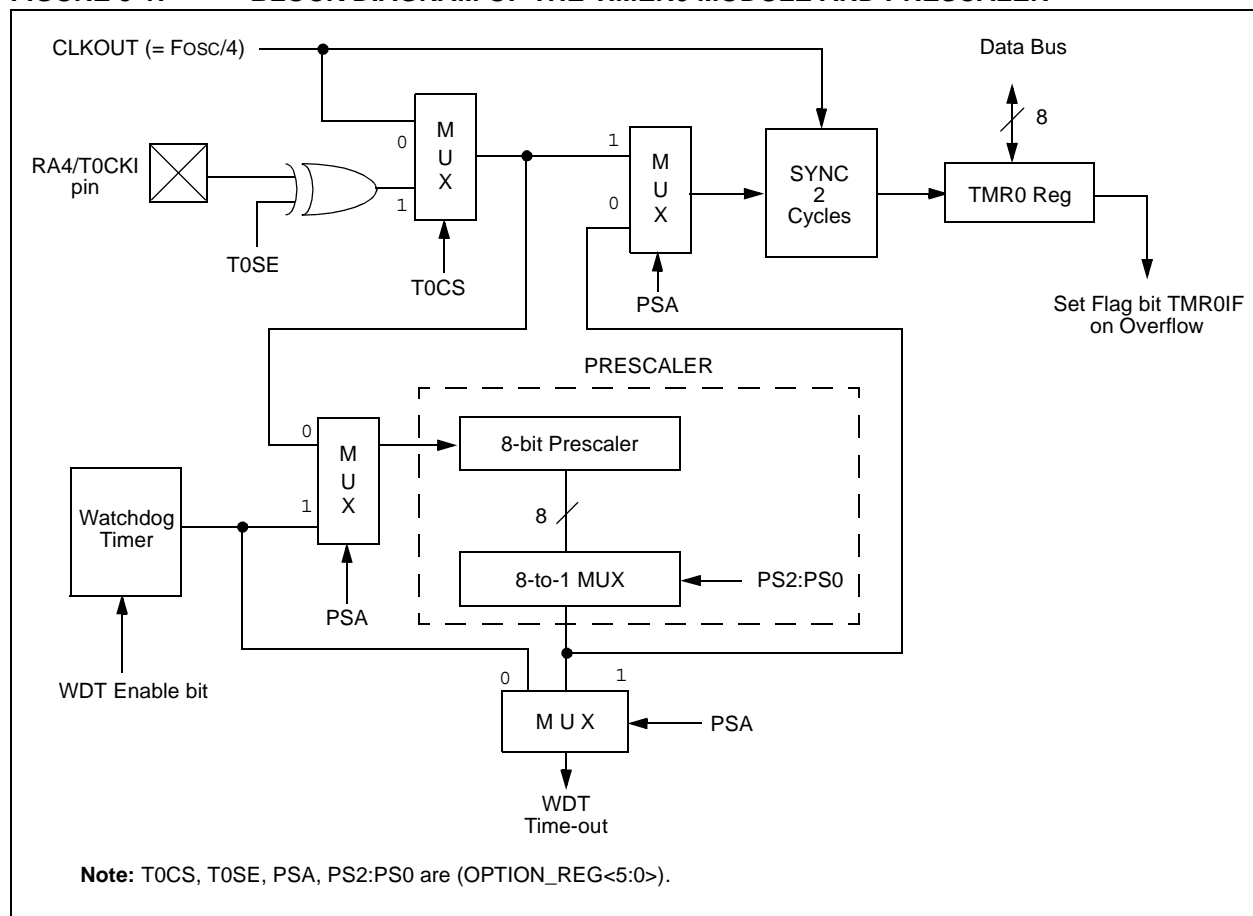 CLKOUT (= FOSC/4)
Data Bus
8
M
U
X
0
1
RA4/T0CKI
pin
T0SE
T0CS
1
0
M
U
X
PSA
SYNC
2
Cycles
TMR0 Reg
Set Flag bit TMR0IF
on Overflow
PRESCALER
0
1
M
U
X
8-bit Prescaler
8
Watchdog
Timer
8-to-1 MUX
PS2:PS0
PSA
WDT Enable bit
0
1
M U X
PSA
WDT
Time-out
Note: T0CS, T0SE, PSA, PS2:PS0 are (OPTION_REG<5:0>).